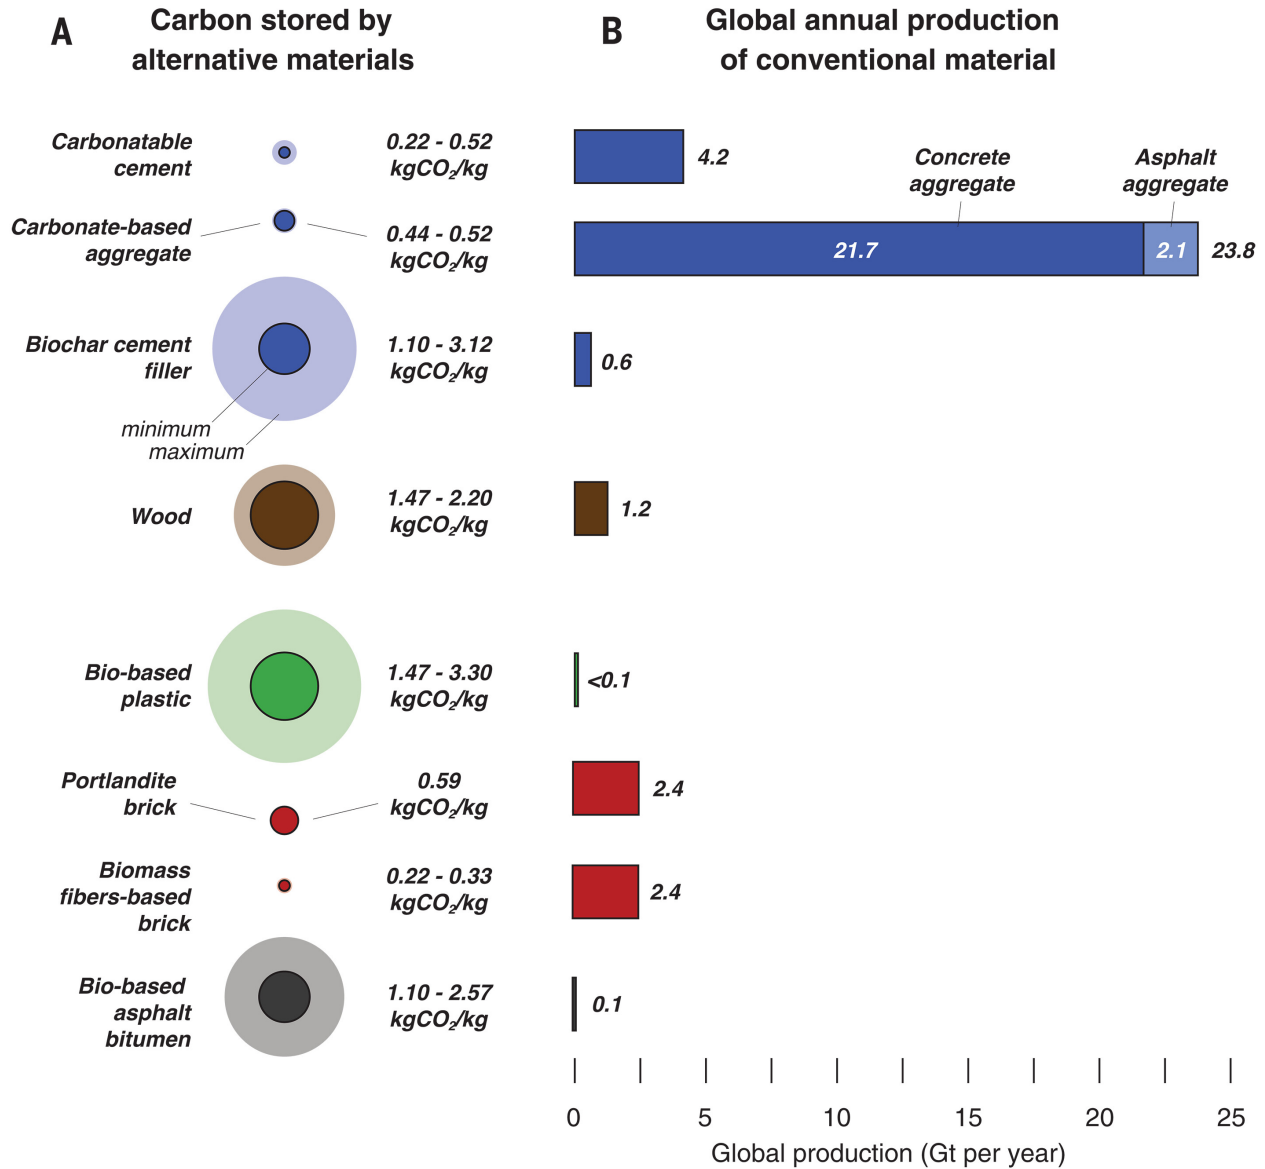 A
Carbon stored by
alternative materials
B
Global annual production
of conventional material
Carbonatable
cement
0.22 - 0.52
kgCO₂/kg
4.2
Concrete
aggregate
Asphalt
aggregate
Carbonate-based
aggregate
0.44 - 0.52
kgCO₂/kg
21.7
2.1
23.8
Biochar cement
filler
1.10 - 3.12
kgCO₂/kg
0.6
minimum
maximum
Wood
1.47 - 2.20
kgCO₂/kg
1.2
Bio-based
plastic
1.47 - 3.30
kgCO₂/kg
<0.1
Portlandite
brick
0.59
kgCO₂/kg
2.4
Biomass
fibers-based
brick
0.22 - 0.33
kgCO₂/kg
2.4
Bio-based
asphalt
bitumen
1.10 - 2.57
kgCO₂/kg
0.1
0 5 10 15 20 25
Global production (Gt per year)